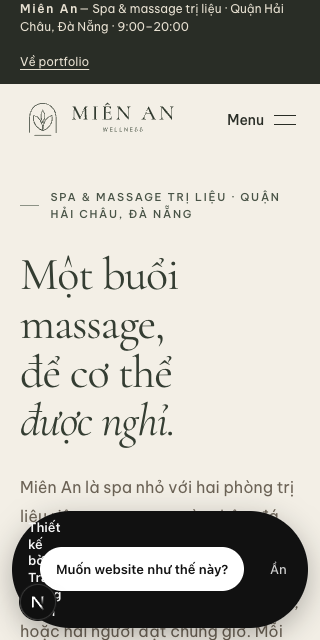 Miên An— Spa & massage trị liệu · Quận Hải
Châu, Đà Nẵng · 9:00–20:00
Về portfolio
MIÊN AN
WELLNESS
Menu
SPA & MASSAGE TRỊ LIỆU · QUẬN
HẢI CHÂU, ĐÀ NẴNG
Một buổi
massage,
để cơ thể
được nghỉ.
Miên An là spa nhỏ với hai phòng trị
Thiết
kế
Muốn website như thế này?
Ẩn
N
hoặc hai người đặt chung giờ. Mỗi